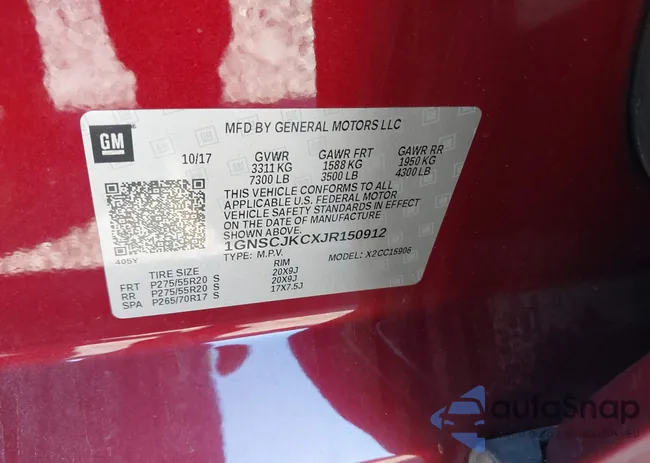 GM
MFD BY GENERAL MOTORS LLC
10/17 GVWR GAWR FRT GAWR RR
3311 KG 1588 KG 1950 KG
7300 LB 3500 LB 4300 LB
THIS VEHICLE CONFORMS TO ALL
APPLICABLE U.S. FEDERAL MOTOR
VEHICLE SAFETY STANDARDS IN EFFECT
ON THE DATE OF MANUFACTURE
SHOWN ABOVE.
1GNSCJKCXJR150912
405Y TYPE: M.P.V. MODEL: X2CC15906
TIRE SIZE RIM
FRT P275/55R20 S 20X9J
RR P275/55R20 S 20X9J
SPA P265/70R17 S 17X7.5J
autoSnap